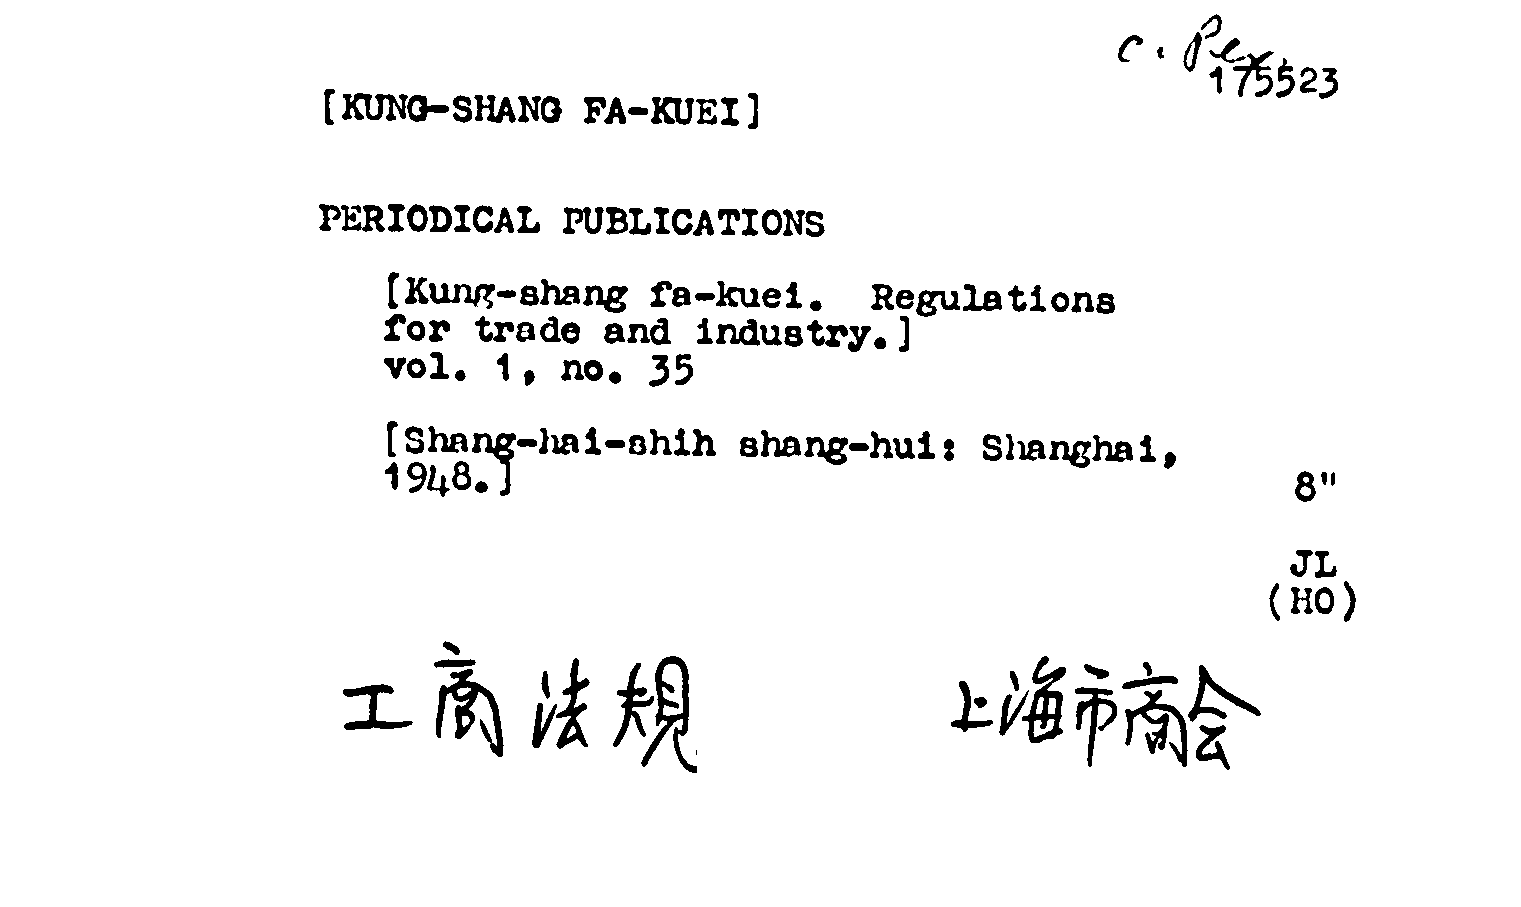 c. Per.
175523
[KUNG-SHANG FA-KUEI]
PERIODICAL PUBLICATIONS
[Kung-shang fa-kuei. Regulations
for trade and industry.]
vol. 1, no. 35
[Shang-hai-shih shang-hui: Shanghai,
1948.]
8"
JL
(HO)
工商法規 上海市商会